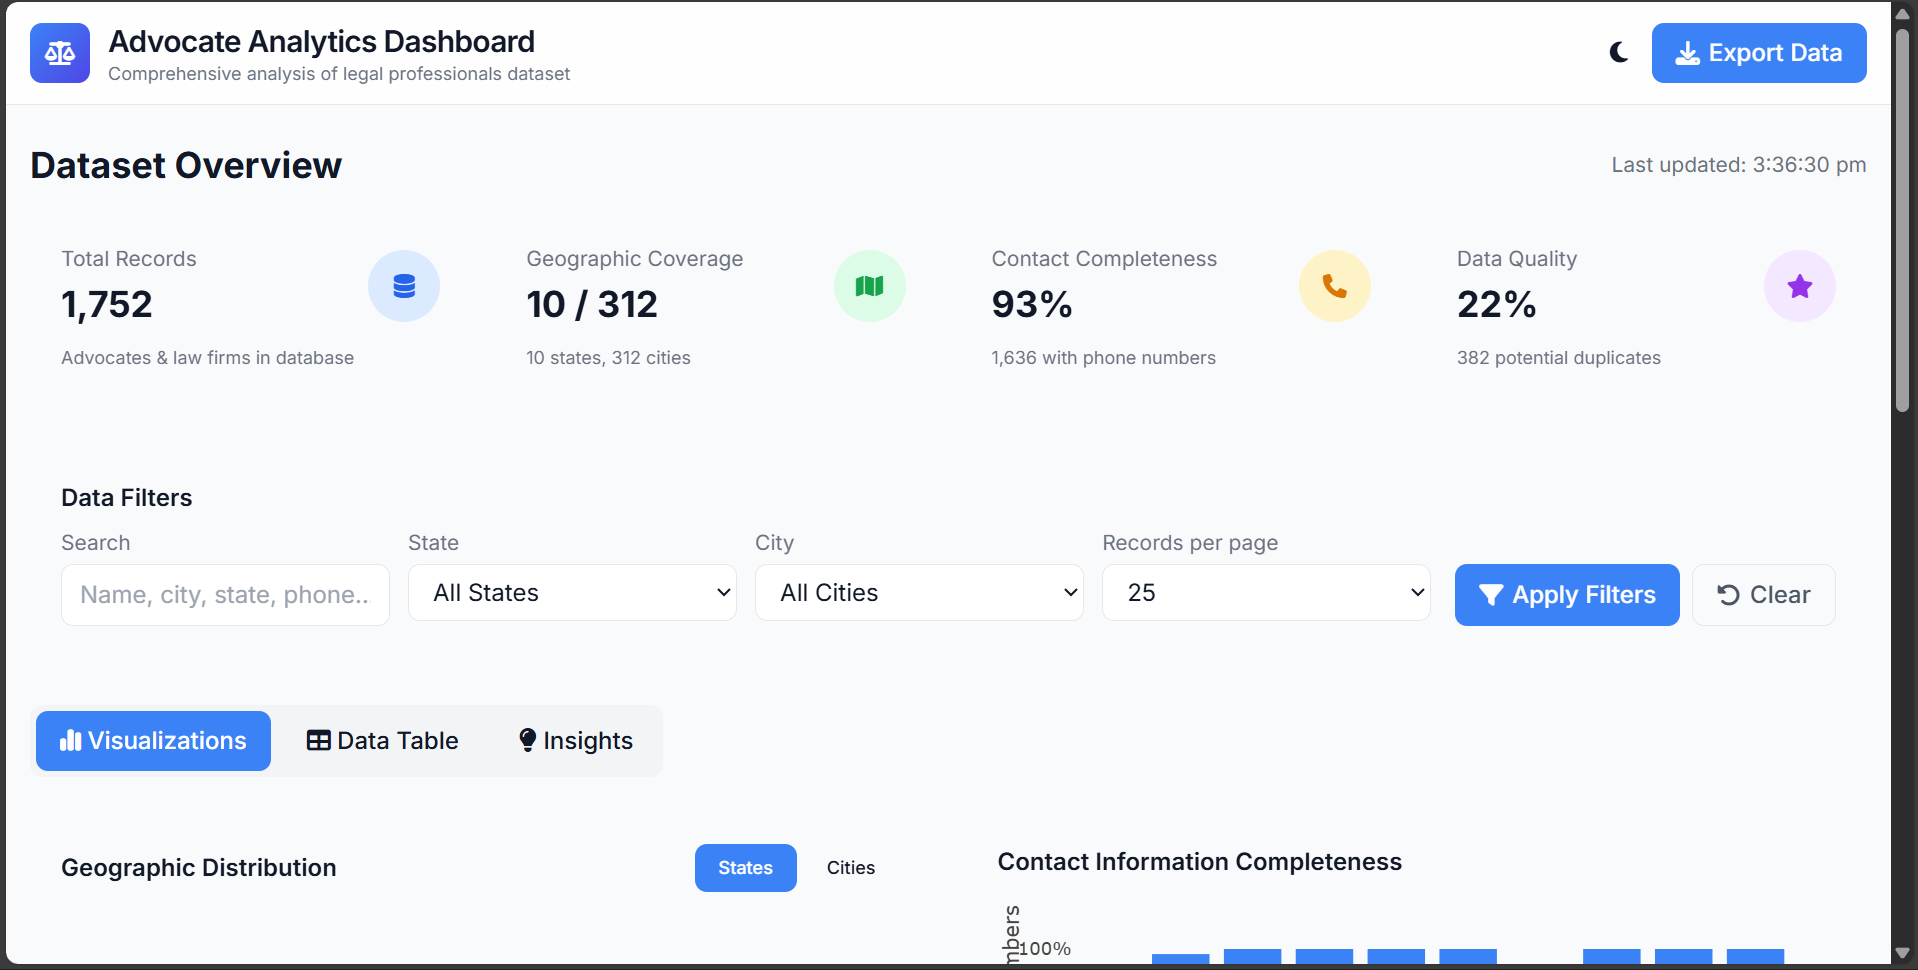 Advocate Analytics Dashboard
Comprehensive analysis of legal professionals dataset
Export Data
Dataset Overview
Last updated: 3:36:30 pm
Total Records
1,752
Advocates & law firms in database
Geographic Coverage
10 / 312
10 states, 312 cities
Contact Completeness
93%
1,636 with phone numbers
Data Quality
22%
382 potential duplicates
Data Filters
Search
Name, city, state, phone...
State
All States
City
All Cities
Records per page
25
Apply Filters
Clear
Visualizations
Data Table
Insights
Geographic Distribution
States
Cities
Contact Information Completeness
100%